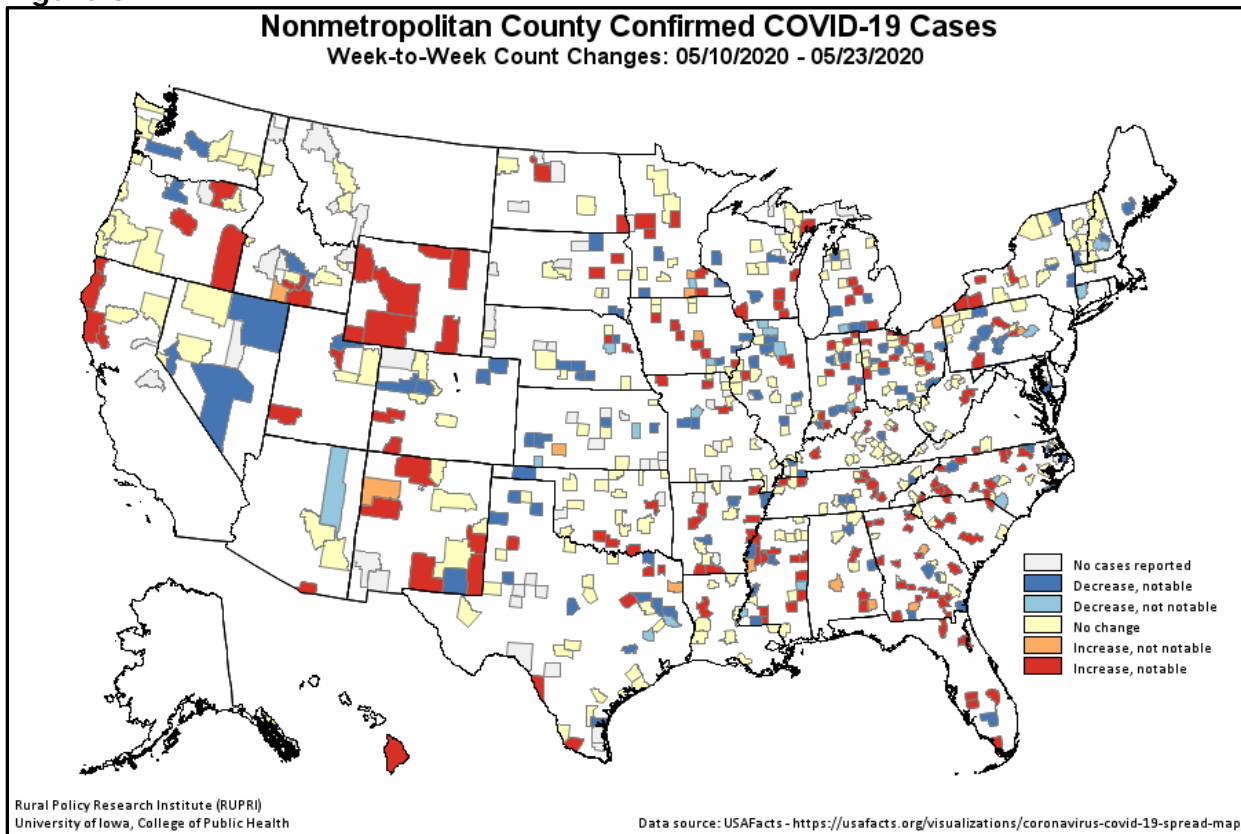 Nonmetropolitan County Confirmed COVID-19 Cases
Week-to-Week Count Changes: 05/10/2020 - 05/23/2020
No cases reported
Decrease, notable
Decrease, not notable
No change
Increase, not notable
Increase, notable
Rural Policy Research Institute (RUPRI)
University of Iowa, College of Public Health
Data source: USAFacts - https://usafacts.org/visualizations/coronavirus-covid-19-spread-map